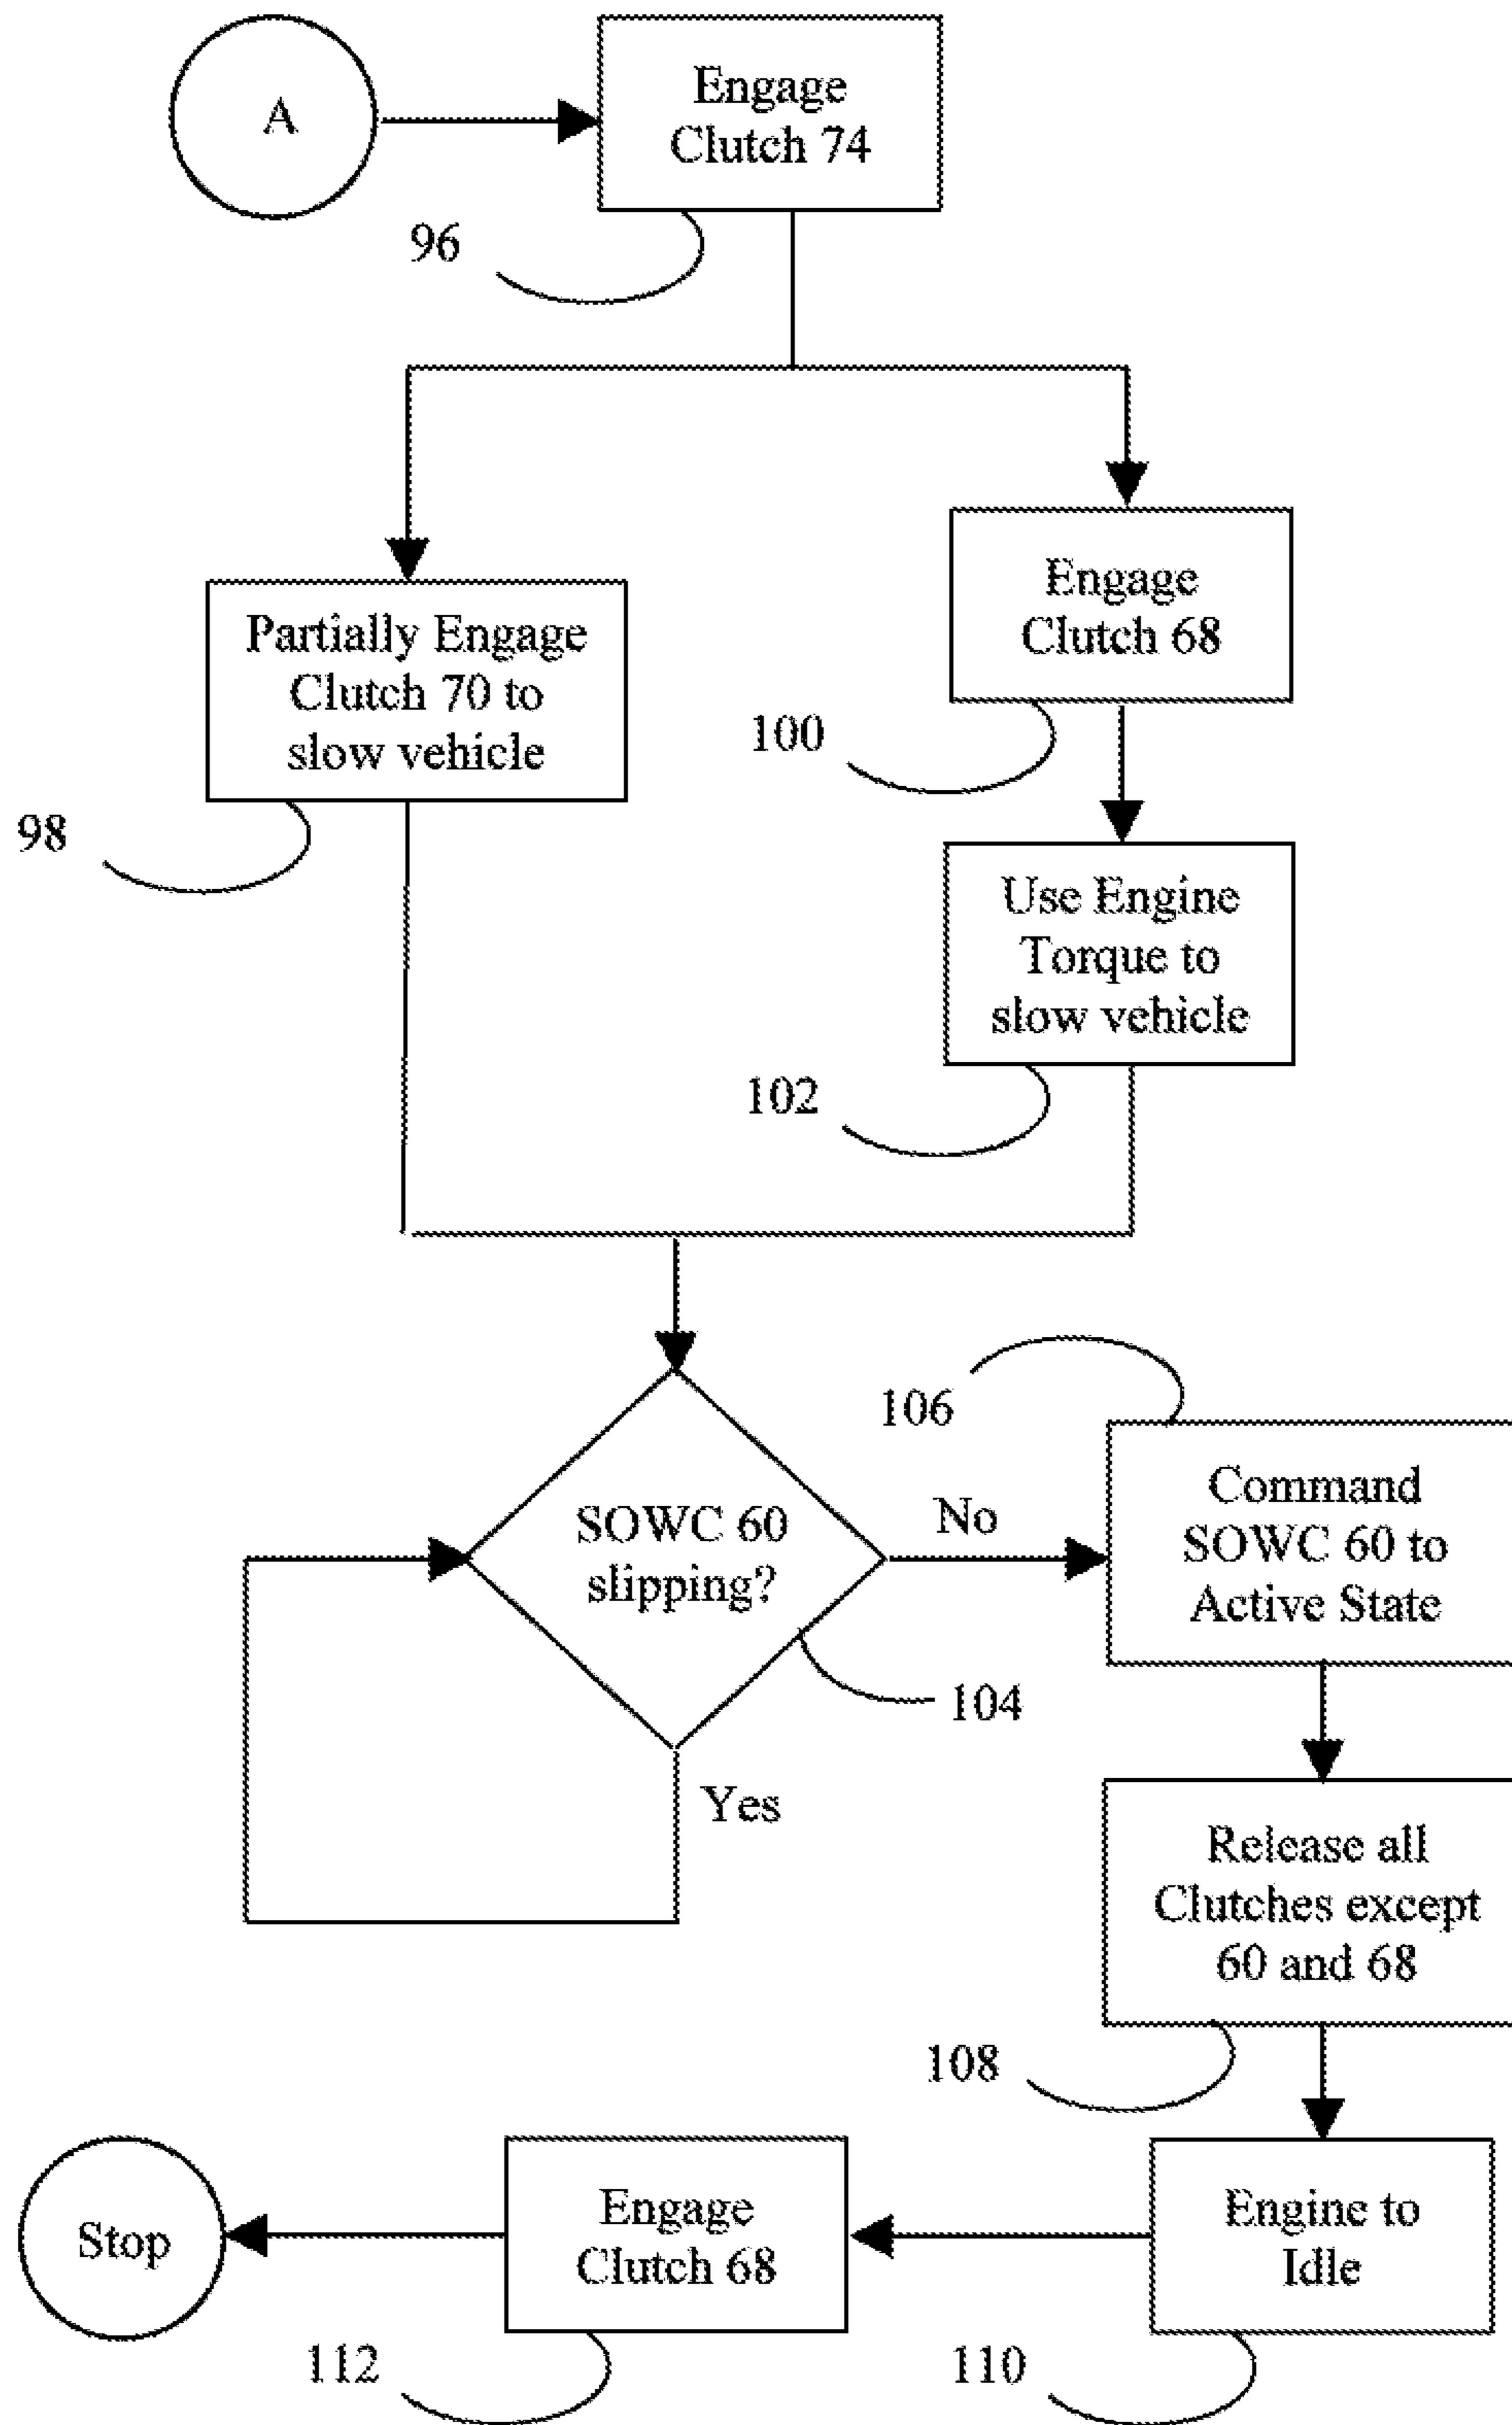 A
Engage
Clutch 74
96
Partially Engage
Clutch 70 to
slow vehicle
98
Engage
Clutch 68
100
Use Engine
Torque to
slow vehicle
102
SOWC 60
slipping?
104
Yes
No
106
Command
SOWC 60 to
Active State
Release all
Clutches except
60 and 68
108
Engine to
Idle
110
Engage
Clutch 68
112
Stop